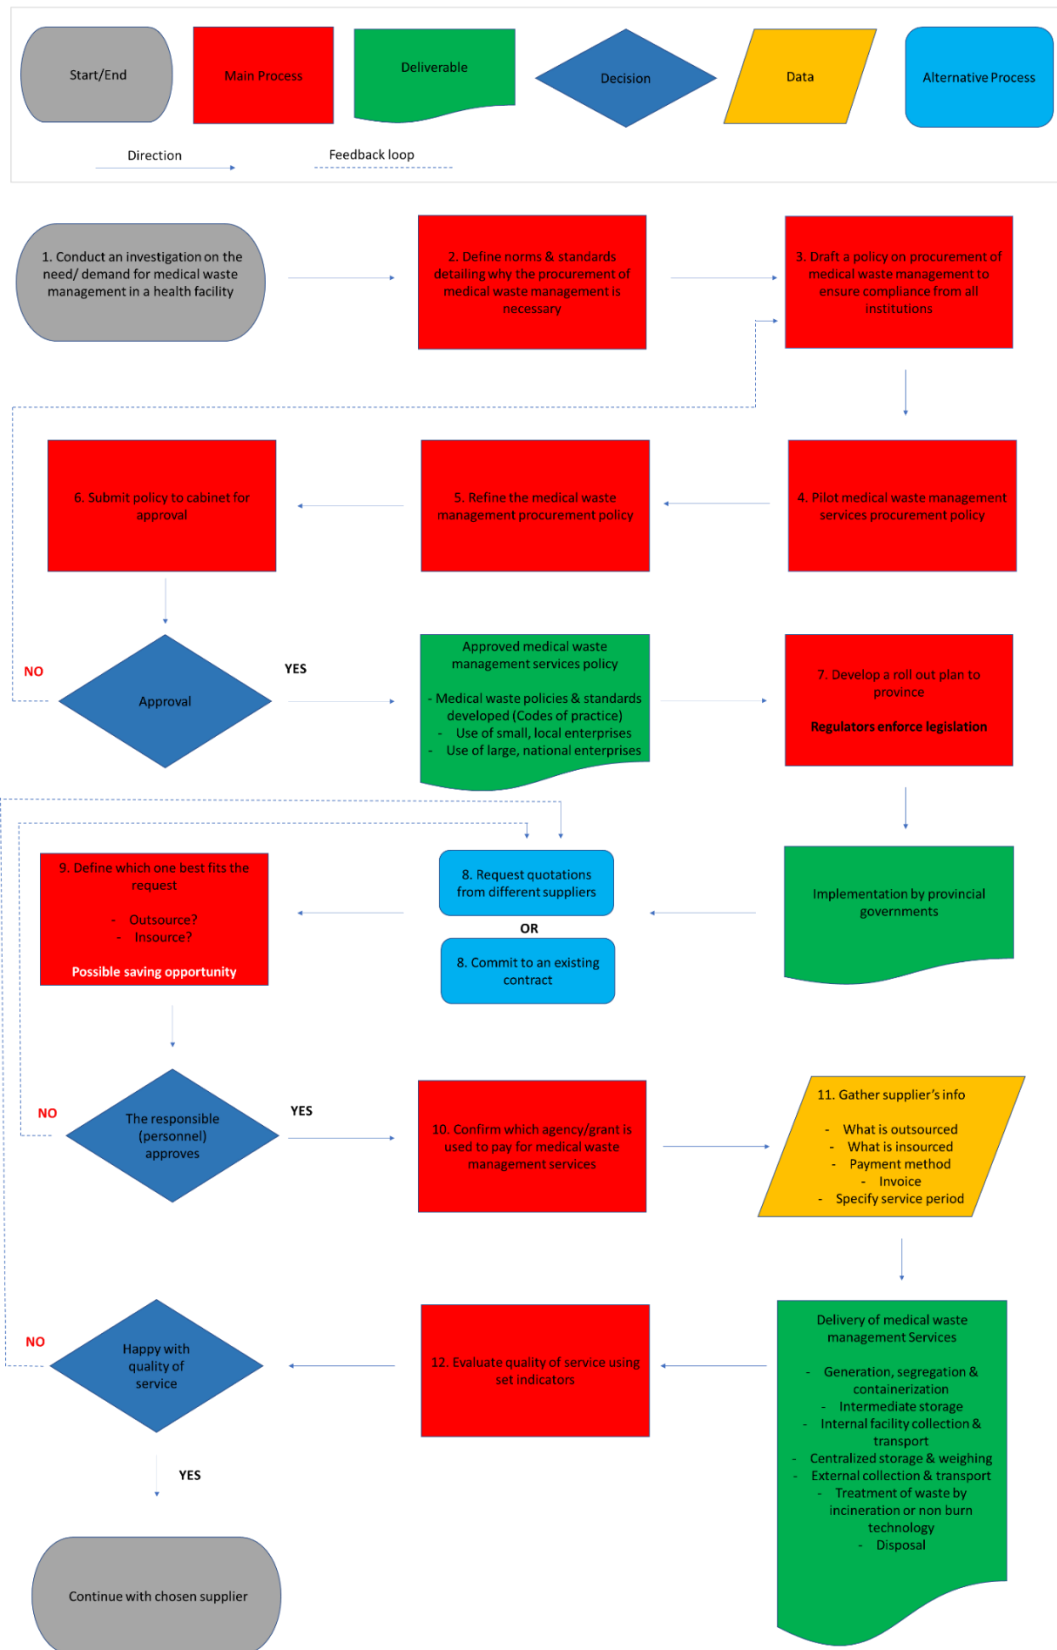 Start/End
Main Process
Deliverable
Decision
Data
Alternative Process
Direction
Feedback loop
1. Conduct an investigation on the
need/ demand for medical waste
management in a health facility
2. Define norms & standards
detailing why the procurement of
medical waste management is
necessary
3. Draft a policy on procurement of
medical waste management to
ensure compliance from all
institutions
6. Submit policy to cabinet for
approval
5. Refine the medical waste
management procurement policy
4. Pilot medical waste management
services procurement policy
NO
Approval
YES
Approved medical waste
management services policy
- Medical waste policies & standards
developed (Codes of practice)
- Use of small, local enterprises
- Use of large, national enterprises
7. Develop a roll out plan to
province
Regulators enforce legislation
9. Define which one best fits the
request
- Outsource?
- Insource?
Possible saving opportunity
8. Request quotations
from different suppliers
OR
8. Commit to an existing
contract
Implementation by provincial
governments
NO
The responsible
(personnel)
approves
YES
10. Confirm which agency/grant is
used to pay for medical waste
management services
11. Gather supplier's info
- What is outsourced
- What is insourced
- Payment method
- Invoice
- Specify service period
NO
Happy with
quality of
service
YES
12. Evaluate quality of service using
set indicators
Delivery of medical waste
management Services
- Generation, segregation &
containerization
- Intermediate storage
- Internal facility collection &
transport
- Centralized storage & weighing
- External collection & transport
- Treatment of waste by
incineration or non burn
technology
- Disposal
Continue with chosen supplier